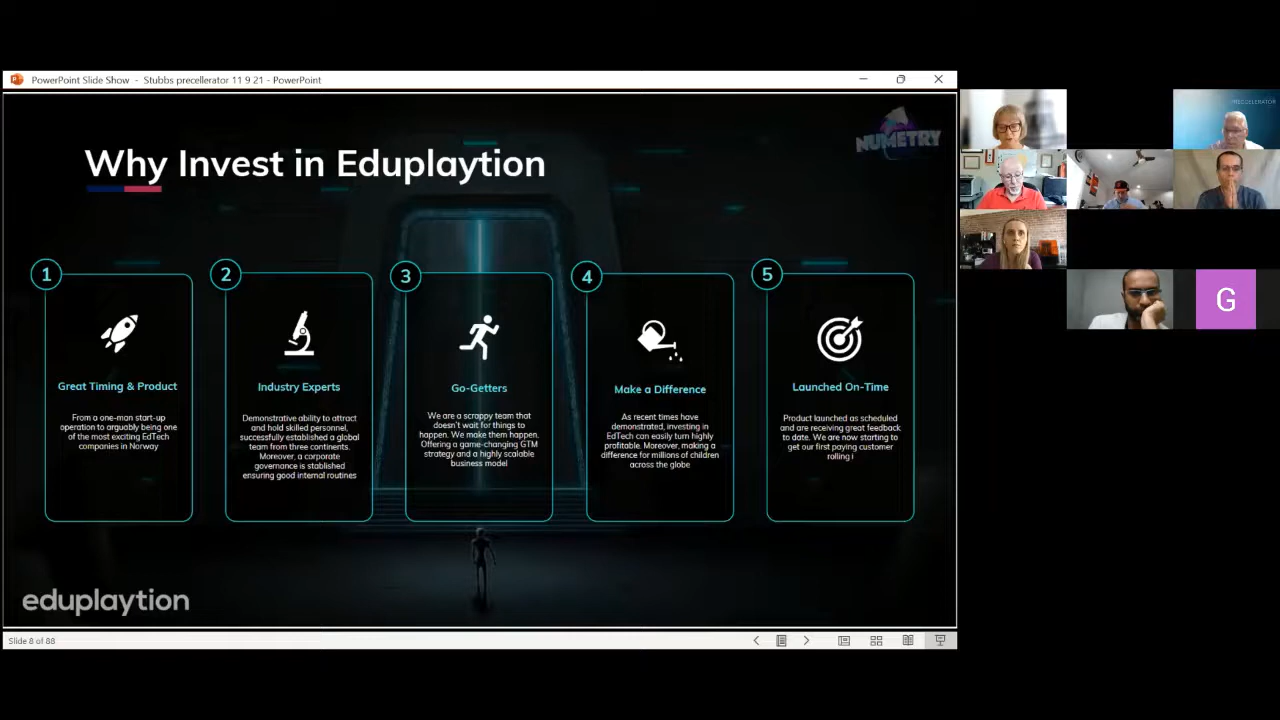 PowerPoint Slide Show - Stubbs precellerator 11 9 21 - PowerPoint
NUMETRY
Why Invest in Eduplaytion
1
Great Timing & Product
From a one-man start-up
operation to arguably being one
of the most exciting EdTech
companies in Norway
2
Industry Experts
Demonstrative ability to attract
and hold skilled personnel,
successfully established a global
team from three continents.
Moreover, a corporate
governance is stablished
ensuring good internal routines
3
Go-Getters
We are a scrappy team that
doesn't wait for things to
happen. We make them happen.
Offering a game-changing GTM
strategy and a highly scalable
business model
4
Make a Difference
As recent times have
demonstrated, investing in
EdTech can easily turn highly
profitable. Moreover, making a
difference for millions of children
across the globe
5
Launched On-Time
Product launched as scheduled
and are receiving great feedback
to date. We are now starting to
get our first paying customer
rolling i
eduplaytion
Slide 8 of 88
G